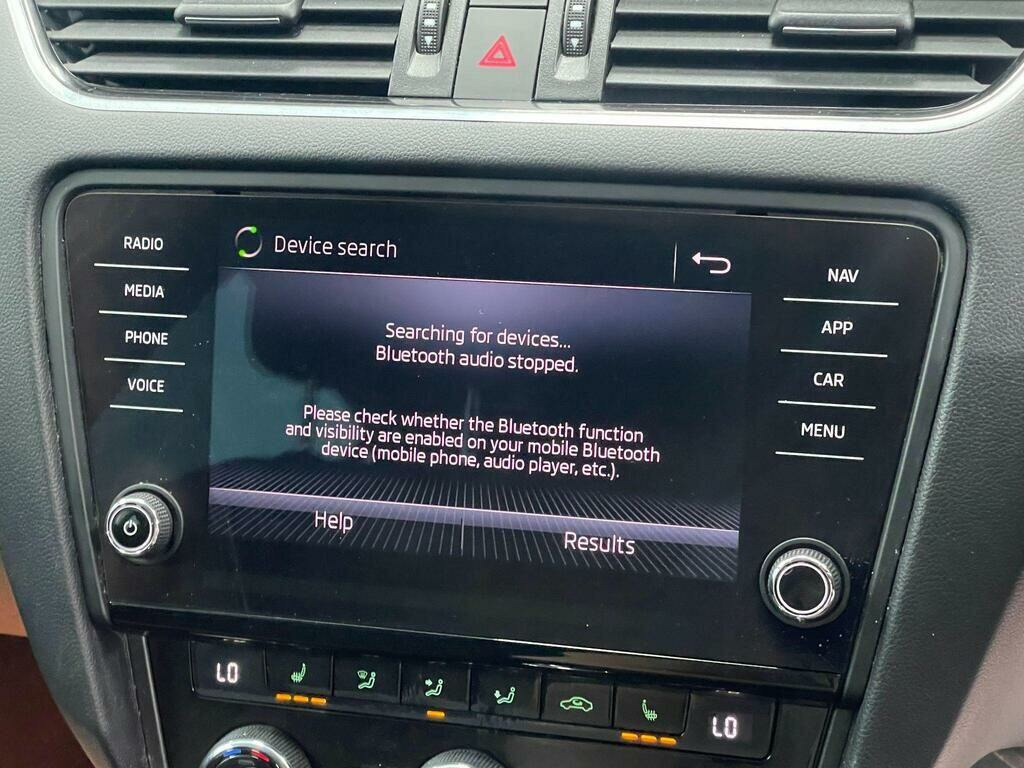 Device search
RADIO
MEDIA
PHONE
VOICE
NAV
APP
CAR
MENU
Searching for devices...
Bluetooth audio stopped.
Please check whether the Bluetooth function
and visibility are enabled on your mobile Bluetooth
device (mobile phone, audio player, etc.).
Help
Results
LO
LO